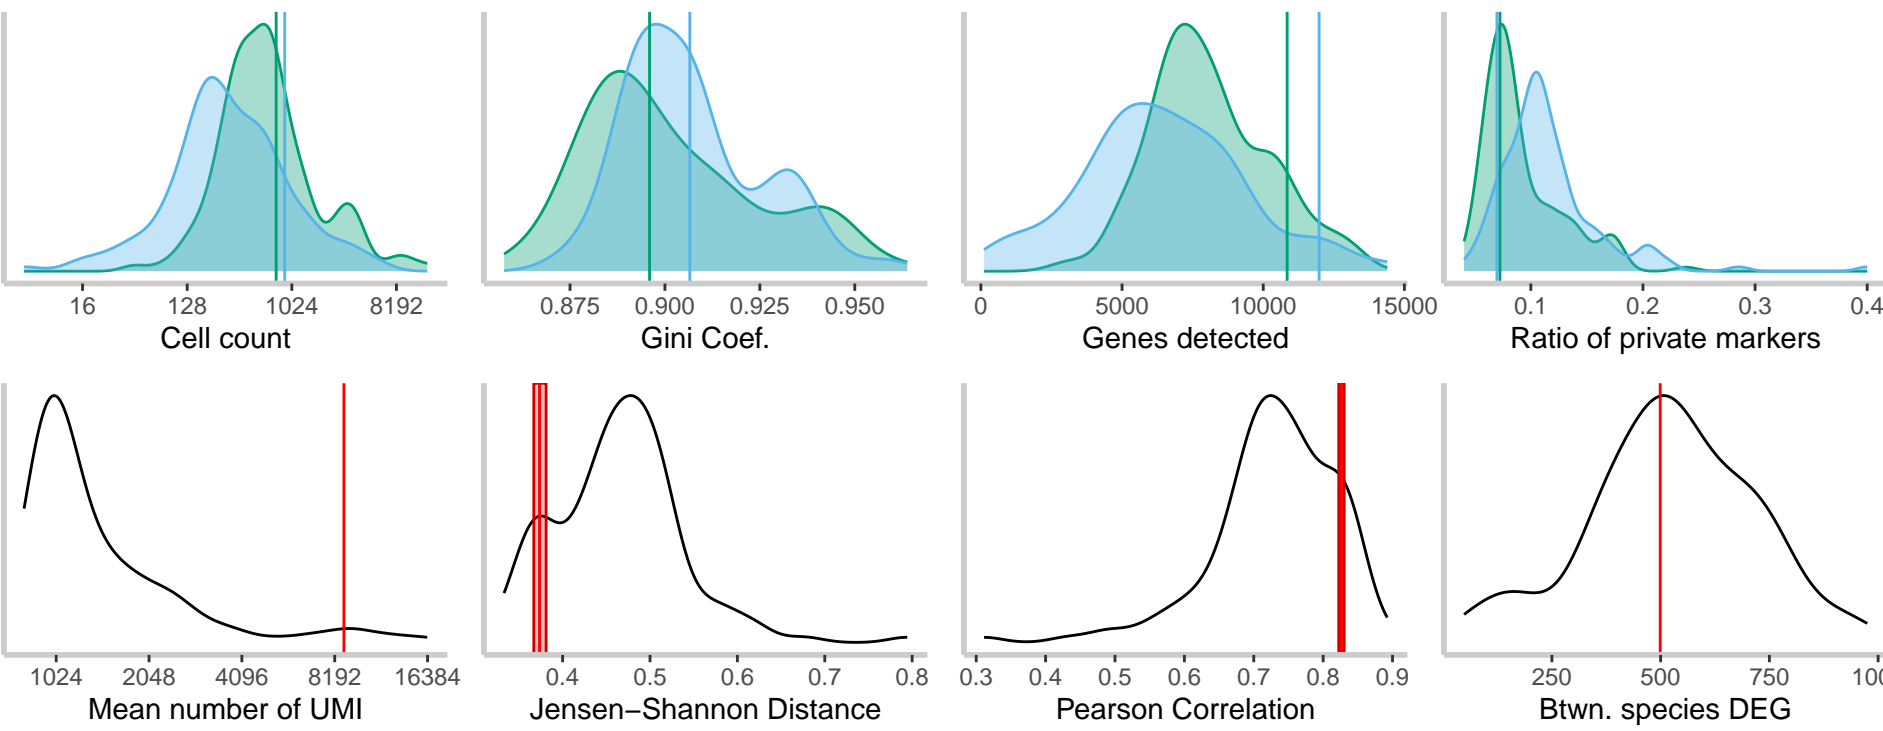 16 128 1024 8192
Cell count
0.875 0.900 0.925 0.950
Gini Coef.
0 5000 10000 15000
Genes detected
0.1 0.2 0.3 0.4
Ratio of private markers
1024 2048 4096 8192 16384
Mean number of UMI
0.4 0.5 0.6 0.7 0.8
Jensen−Shannon Distance
0.3 0.4 0.5 0.6 0.7 0.8 0.9
Pearson Correlation
250 500 750 100
Btwn. species DEG